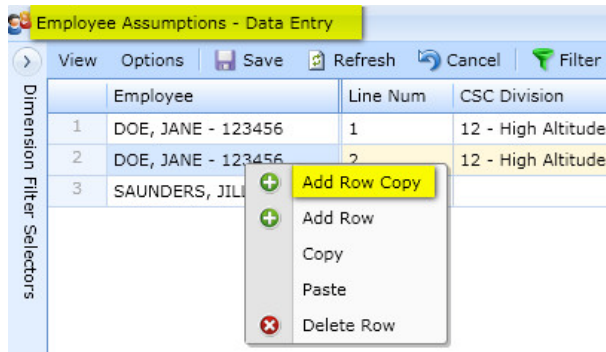 Employee Assumptions - Data Entry
View Options Save Refresh Cancel Filter
Dimension Filter Selectors
Employee Line Num CSC Division
1 DOE, JANE - 123456 1 12 - High Altitude
2 DOE, JANE - 123456 2 12 - High Altitude
3 SAUNDERS, JILL
Add Row Copy
Add Row
Copy
Paste
Delete Row